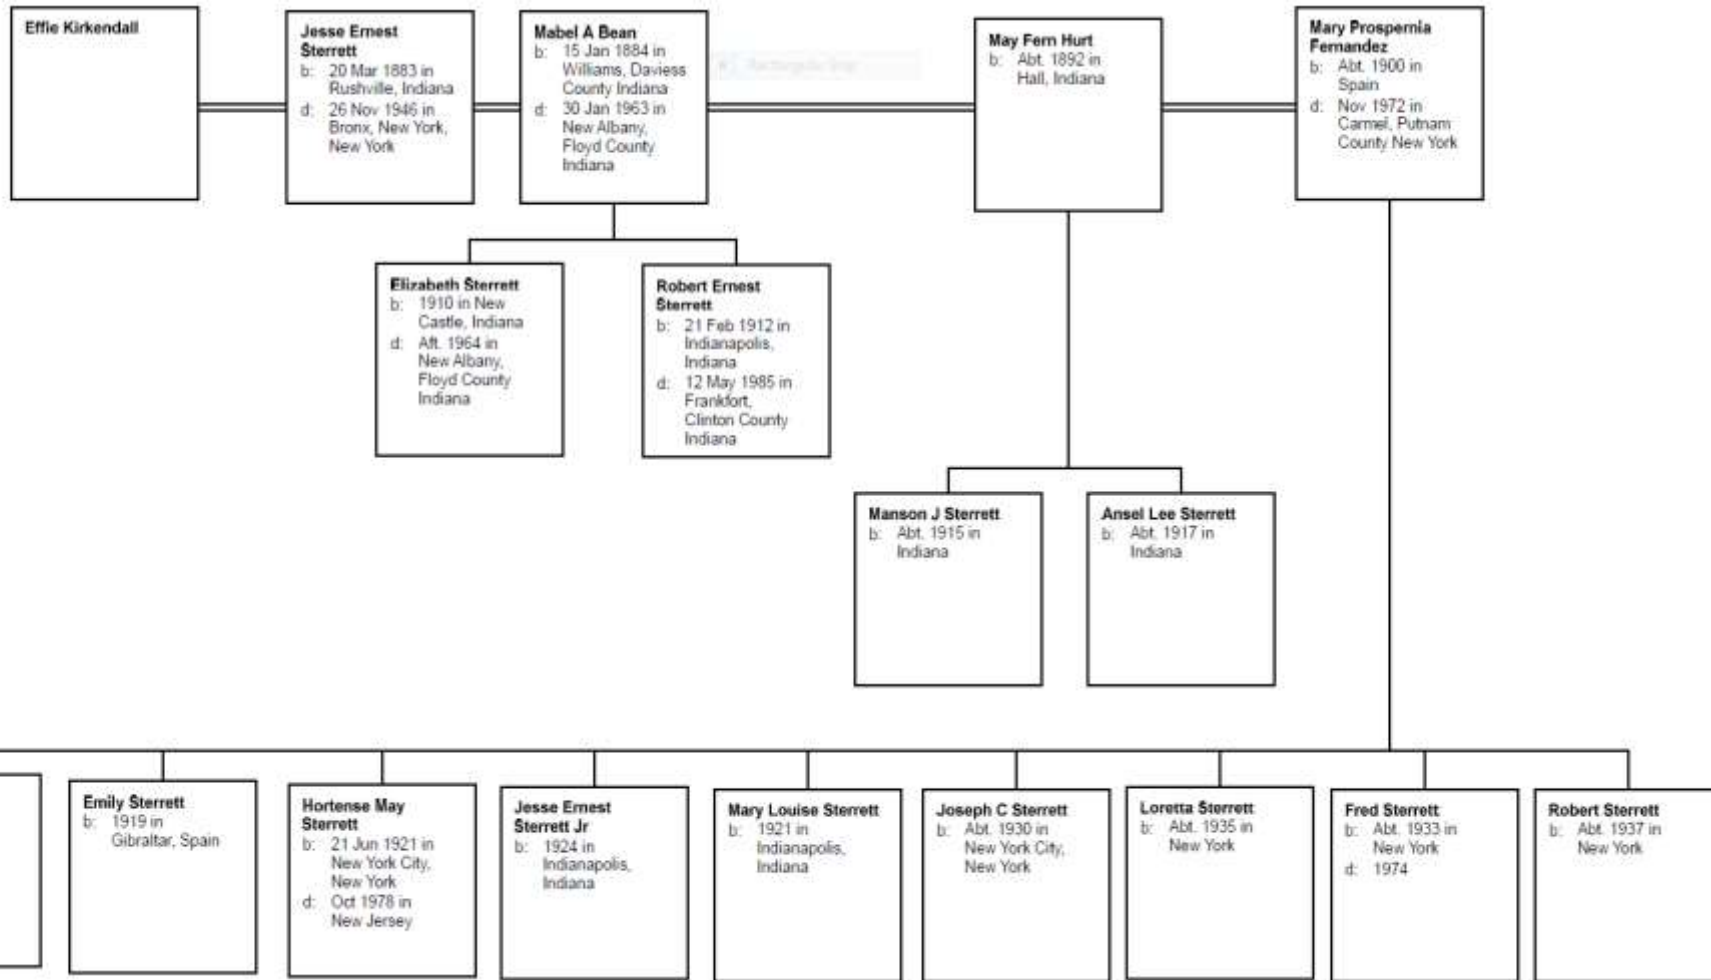 Effie Kirkendall
Jesse Ernest
Sterrett
b: 20 Mar 1883 in
Rushville, Indiana
d: 26 Nov 1946 in
Bronx, New York,
New York
Mabel A Bean
b: 15 Jan 1884 in
Williams, Daviess
County Indiana
d: 30 Jan 1963 in
New Albany,
Floyd County
Indiana
May Fern Hurt
b: Abt. 1892 in
Hall, Indiana
Mary Prospernia
Fernandez
b: Abt. 1900 in
Spain
d: Nov 1972 in
Carmel, Putnam
County New York
Elizabeth Sterrett
b: 1910 in New
Castle, Indiana
d: Aft. 1964 in
New Albany,
Floyd County
Indiana
Robert Ernest
Sterrett
b: 21 Feb 1912 in
Indianapolis,
Indiana
d: 12 May 1985 in
Frankfort,
Clinton County
Indiana
Manson J Sterrett
b: Abt. 1915 in
Indiana
Ansel Lee Sterrett
b: Abt. 1917 in
Indiana
Emily Sterrett
b: 1919 in
Gibraltar, Spain
Hortense May
Sterrett
b: 21 Jun 1921 in
New York City,
New York
d: Oct 1978 in
New Jersey
Jesse Ernest
Sterrett Jr
b: 1924 in
Indianapolis,
Indiana
Mary Louise Sterrett
b: 1921 in
Indianapolis,
Indiana
Joseph C Sterrett
b: Abt. 1930 in
New York City,
New York
Loretta Sterrett
b: Abt. 1935 in
New York
Fred Sterrett
b: Abt. 1933 in
New York
d: 1974
Robert Sterrett
b: Abt. 1937 in
New York